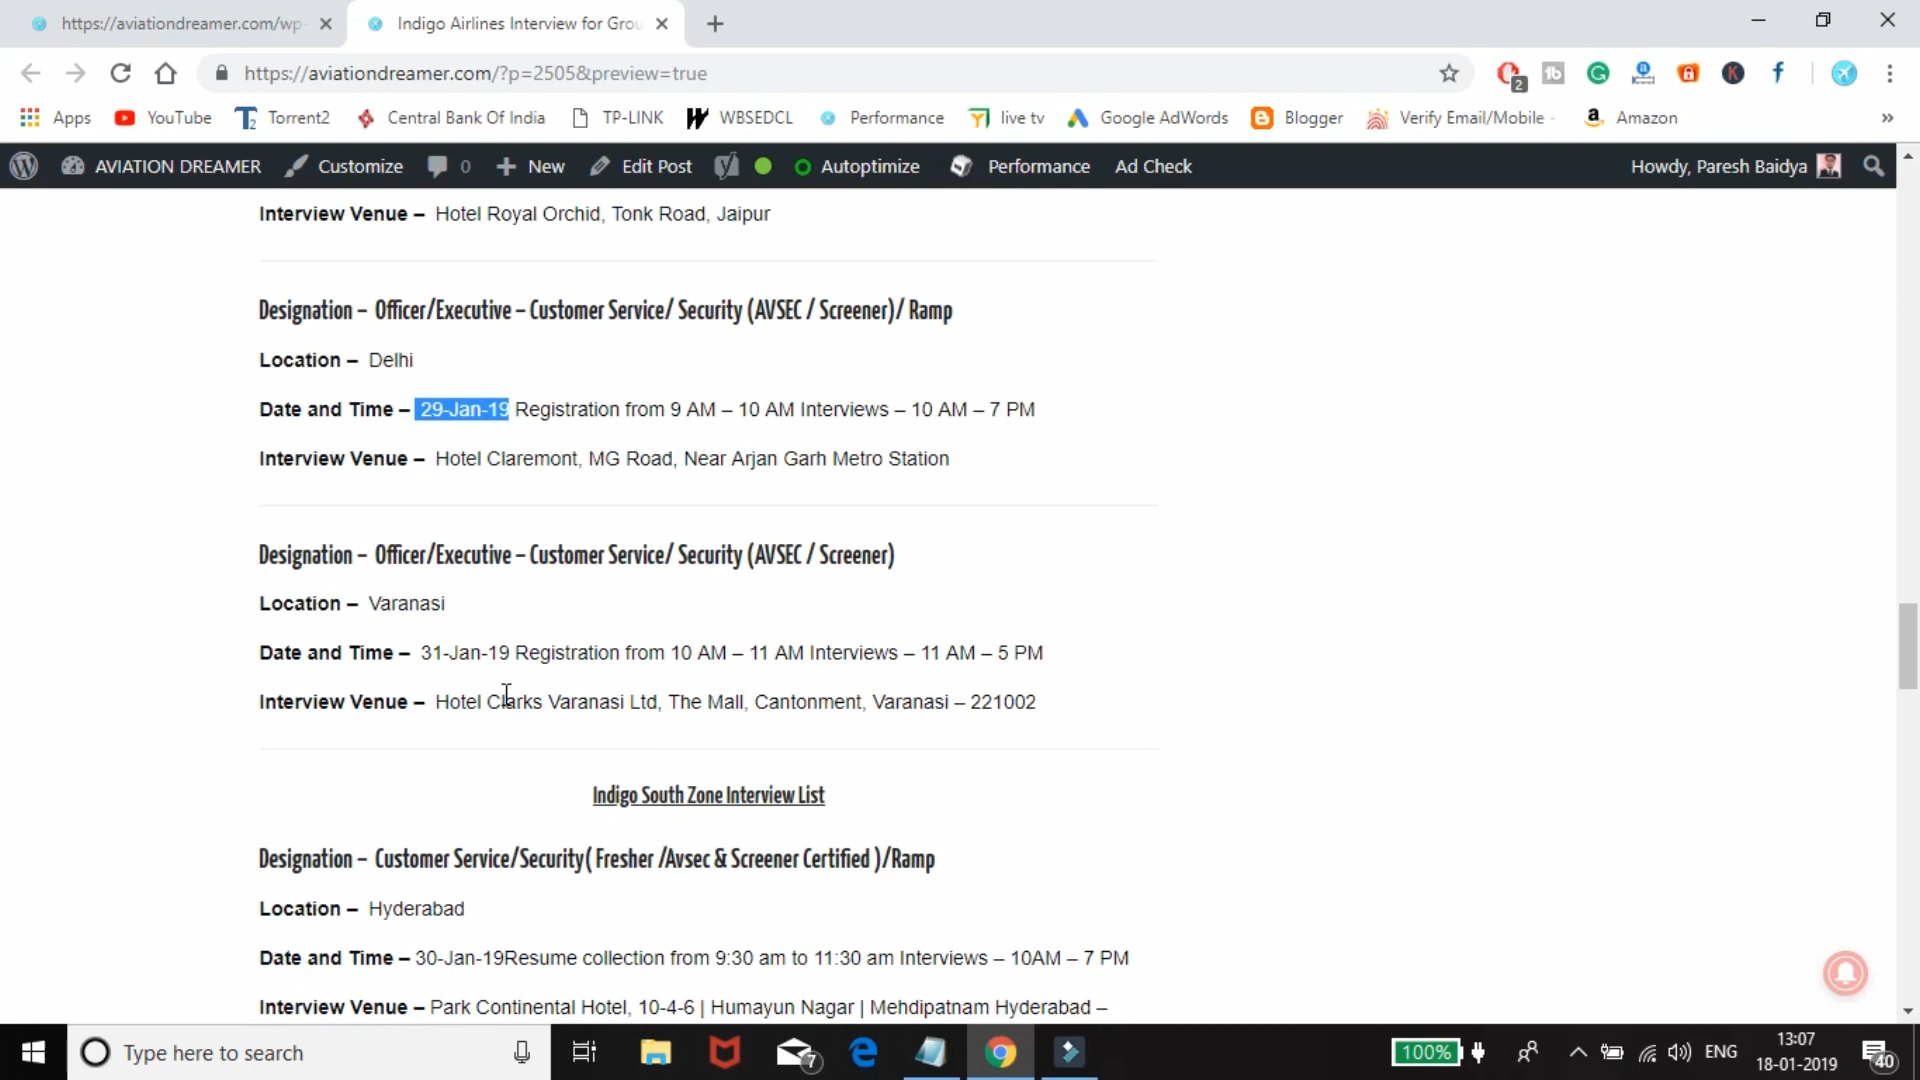 https://aviationdreamer.com/wp-
Indigo Airlines Interview for Grou
https://aviationdreamer.com/?p=2505&preview=true
2
Apps YouTube Torrent2 Central Bank Of India TP-LINK WBSEDCL Performance live tv Google AdWords Blogger Verify Email/Mobile - Amazon »
AVIATION DREAMER Customize 0 New Edit Post Autoptimize Performance Ad Check Howdy, Paresh Baidya
Interview Venue – Hotel Royal Orchid, Tonk Road, Jaipur
Designation – Officer/Executive – Customer Service/ Security (AVSEC / Screener)/ Ramp
Location – Delhi
Date and Time – 29-Jan-19 Registration from 9 AM – 10 AM Interviews – 10 AM – 7 PM
Interview Venue – Hotel Claremont, MG Road, Near Arjan Garh Metro Station
Designation – Officer/Executive – Customer Service/ Security (AVSEC / Screener)
Location – Varanasi
Date and Time – 31-Jan-19 Registration from 10 AM – 11 AM Interviews – 11 AM – 5 PM
Interview Venue – Hotel Clarks Varanasi Ltd, The Mall, Cantonment, Varanasi – 221002
Indigo South Zone Interview List
Designation – Customer Service/Security( Fresher /Avsec & Screener Certified )/Ramp
Location – Hyderabad
Date and Time – 30-Jan-19Resume collection from 9:30 am to 11:30 am Interviews – 10AM – 7 PM
Interview Venue – Park Continental Hotel, 10-4-6 | Humayun Nagar | Mehdipatnam Hyderabad –
Type here to search
7
100%
ENG
13:07
18-01-2019
40